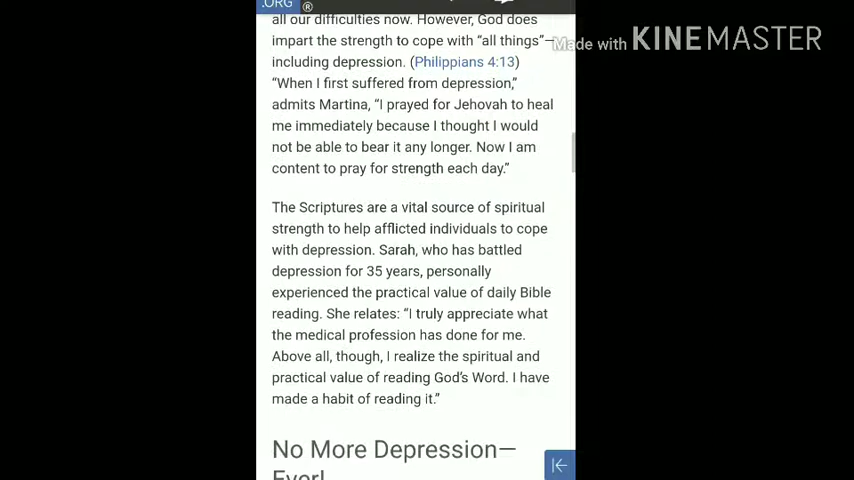 .ORG
®
all our difficulties now. However, God does
impart the strength to cope with “all things”—
including depression. (Philippians 4:13)
“When I first suffered from depression,”
admits Martina, “I prayed for Jehovah to heal
me immediately because I thought I would
not be able to bear it any longer. Now I am
content to pray for strength each day.”
The Scriptures are a vital source of spiritual
strength to help afflicted individuals to cope
with depression. Sarah, who has battled
depression for 35 years, personally
experienced the practical value of daily Bible
reading. She relates: “I truly appreciate what
the medical profession has done for me.
Above all, though, I realize the spiritual and
practical value of reading God’s Word. I have
made a habit of reading it.”
No More Depression—
Ever!
Made with KINEMASTER